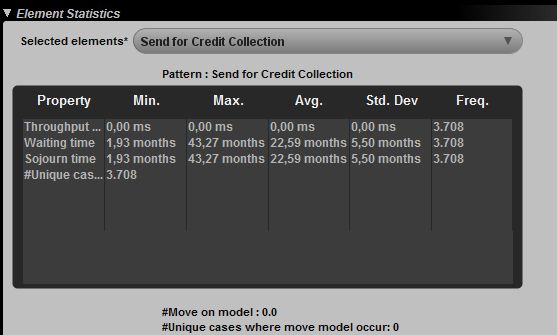 Element Statistics
Selected elements* Send for Credit Collection
Pattern : Send for Credit Collection
Property Min. Max. Avg. Std. Dev Freq.
Throughput ... 0,00 ms 0,00 ms 0,00 ms 0,00 ms 3.708
Waiting time 1,93 months 43,27 months 22,59 months 5,50 months 3.708
Sojourn time 1,93 months 43,27 months 22,59 months 5,50 months 3.708
#Unique cas... 3.708
#Move on model : 0.0
#Unique cases where move model occur: 0